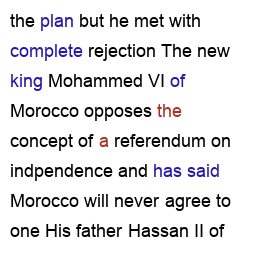 the plan but he met with
complete rejection The new
king Mohammed VI of
Morocco opposes the
concept of a referendum on
indpendence and has said
Morocco will never agree to
one His father Hassan II of